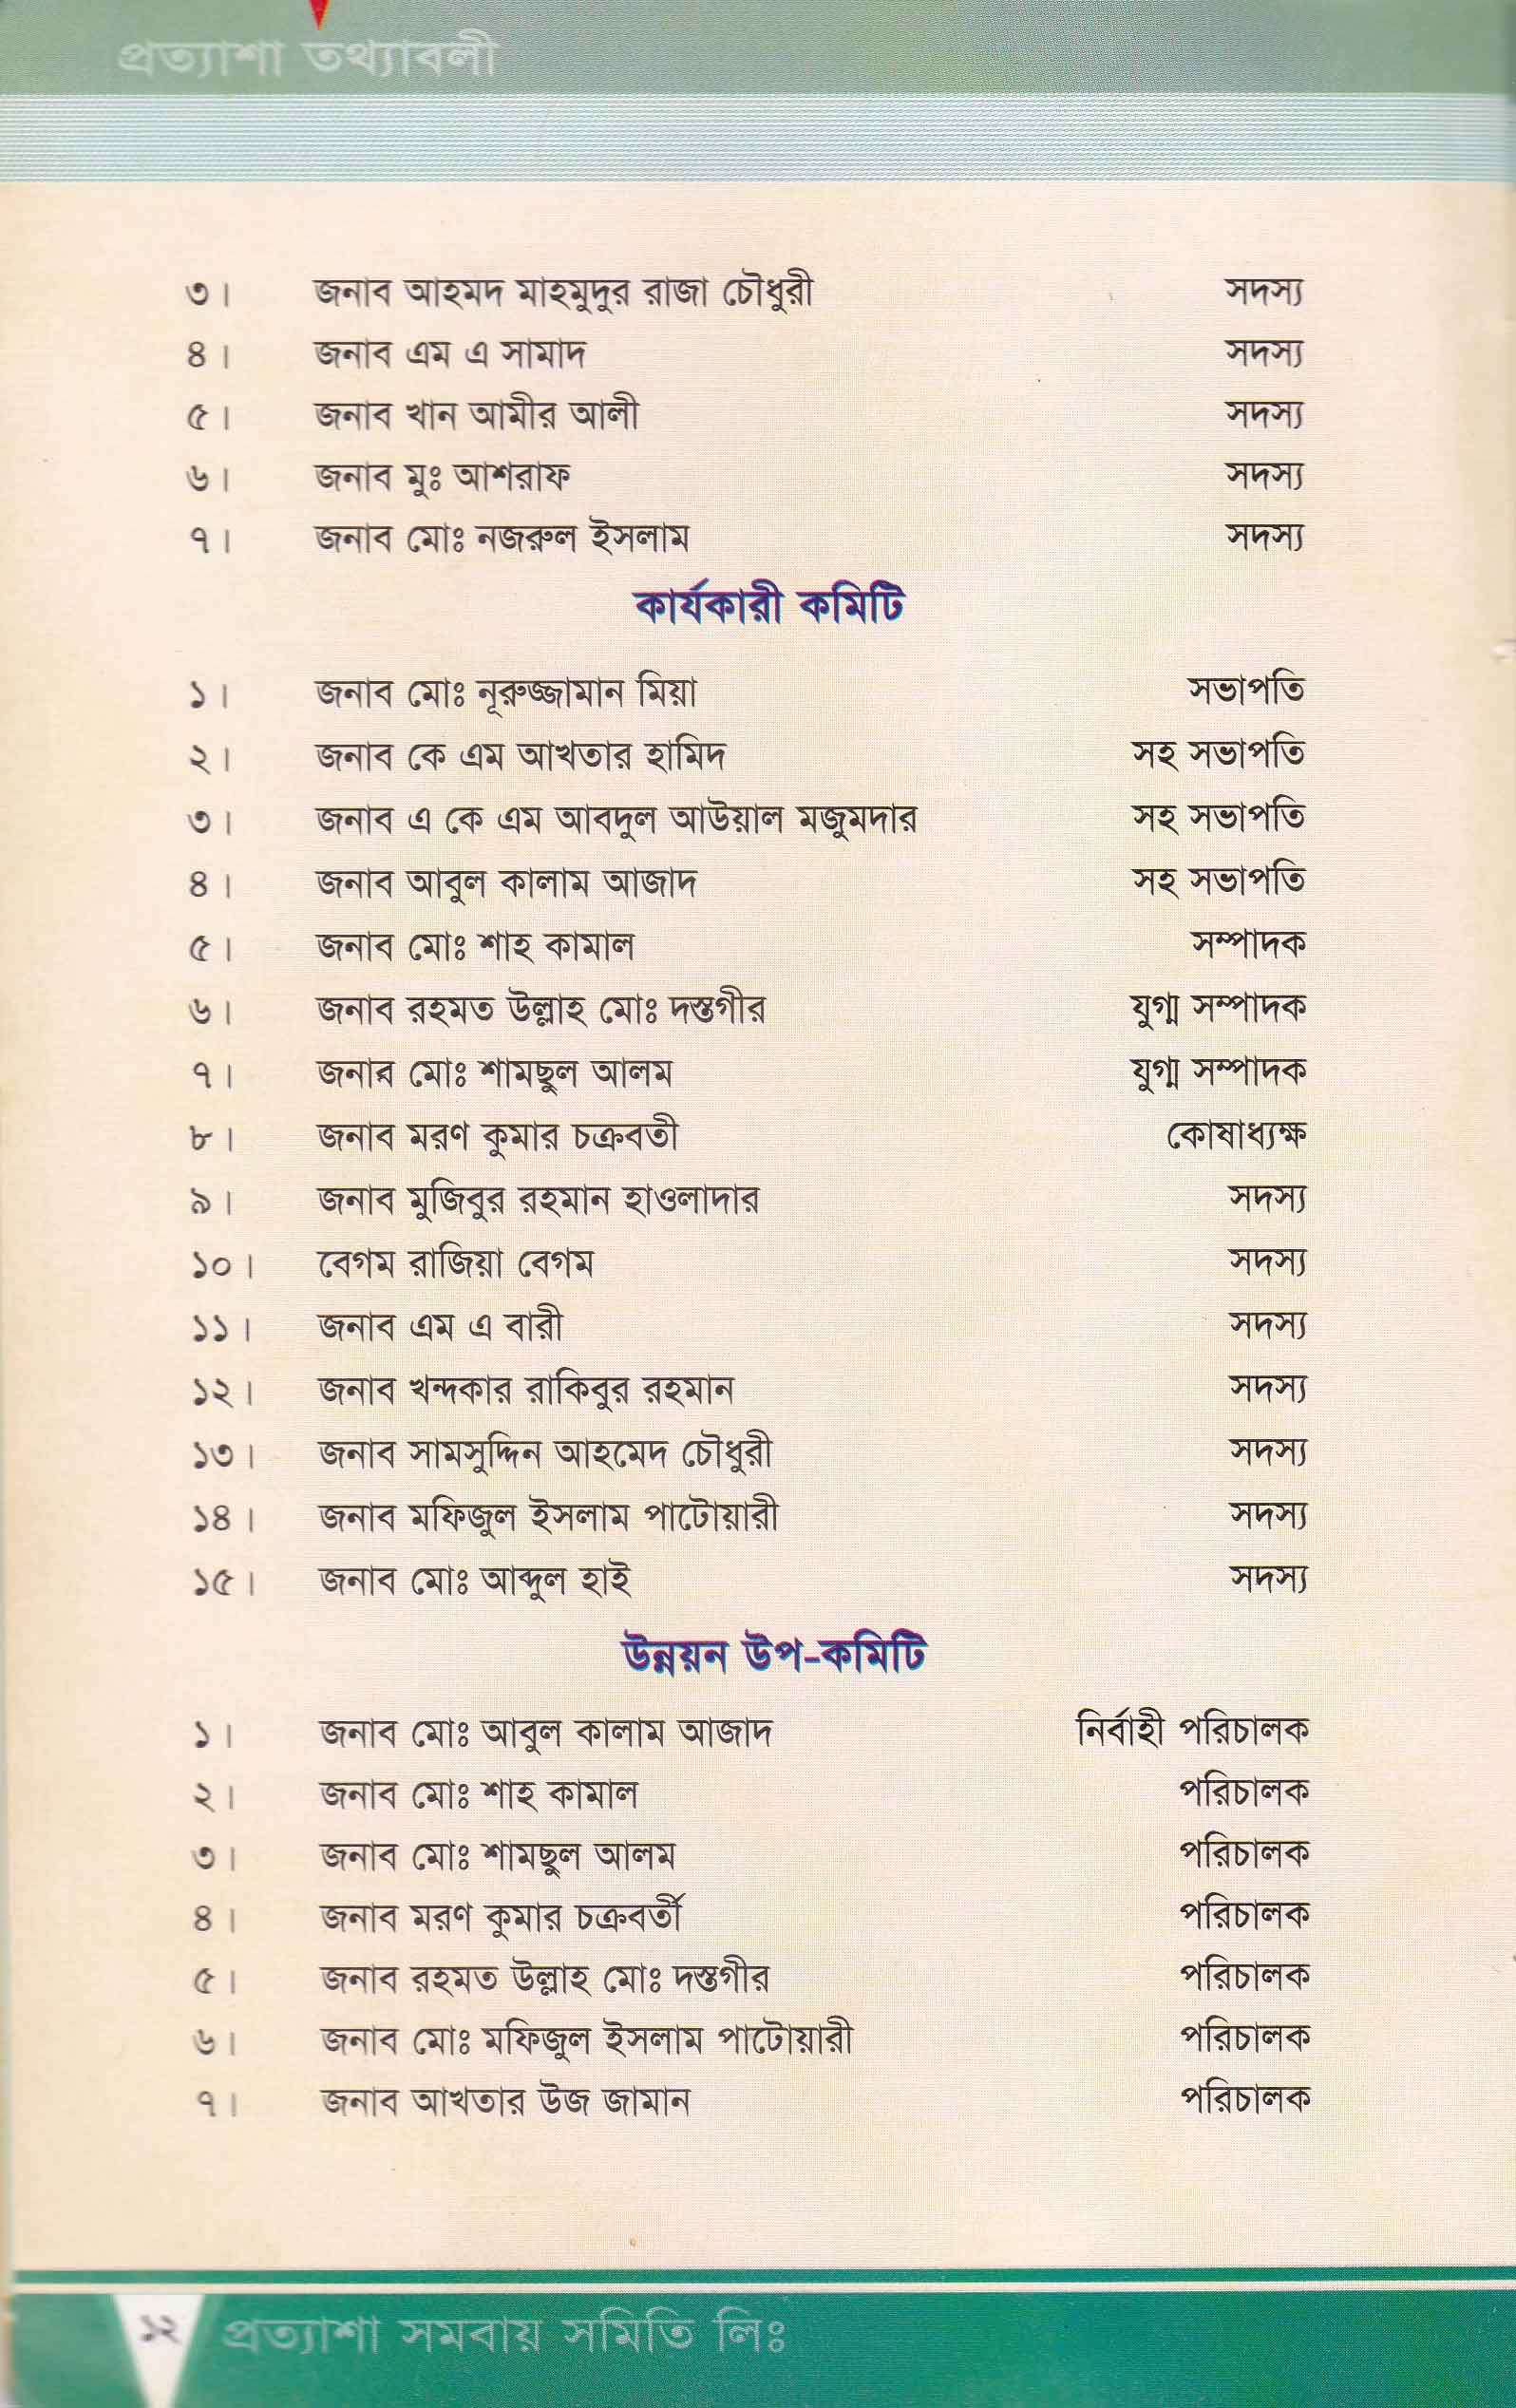 প্রত্যাশা তথ্যাবলী
৩। জনাব আহমদ মাহমুদুর রাজা চৌধুরী সদস্য
৪। জনাব এম এ সামাদ সদস্য
৫। জনাব খান আমীর আলী সদস্য
৬। জনাব মুঃ আশরাফ সদস্য
৭। জনাব মোঃ নজরুল ইসলাম সদস্য
কার্যকারী কমিটি
১। জনাব মোঃ নূরুজ্জামান মিয়া সভাপতি
২। জনাব কে এম আখতার হামিদ সহ সভাপতি
৩। জনাব এ কে এম আবদুল আউয়াল মজুমদার সহ সভাপতি
৪। জনাব আবুল কালাম আজাদ সহ সভাপতি
৫। জনাব মোঃ শাহ কামাল সম্পাদক
৬। জনাব রহমত উল্লাহ মোঃ দস্তগীর যুগ্ম সম্পাদক
৭। জনার মোঃ শামছুল আলম যুগ্ম সম্পাদক
৮। জনাব মরণ কুমার চক্রবতী কোষাধ্যক্ষ
৯। জনাব মুজিবুর রহমান হাওলাদার সদস্য
১০। বেগম রাজিয়া বেগম সদস্য
১১। জনাব এম এ বারী সদস্য
১২। জনাব খন্দকার রাকিবুর রহমান সদস্য
১৩। জনাব সামসুদ্দিন আহমেদ চৌধুরী সদস্য
১৪। জনাব মফিজুল ইসলাম পাটোয়ারী সদস্য
১৫। জনাব মোঃ আব্দুল হাই সদস্য
উন্নয়ন উপ-কমিটি
১। জনাব মোঃ আবুল কালাম আজাদ নির্বাহী পরিচালক
২। জনাব মোঃ শাহ কামাল পরিচালক
৩। জনাব মোঃ শামছুল আলম পরিচালক
৪। জনাব মরণ কুমার চক্রবর্তী পরিচালক
৫। জনাব রহমত উল্লাহ মোঃ দস্তগীর পরিচালক
৬। জনাব মোঃ মফিজুল ইসলাম পাটোয়ারী পরিচালক
৭। জনাব আখতার উজ জামান পরিচালক
১২ প্রত্যাশা সমবায় সমিতি লিঃ